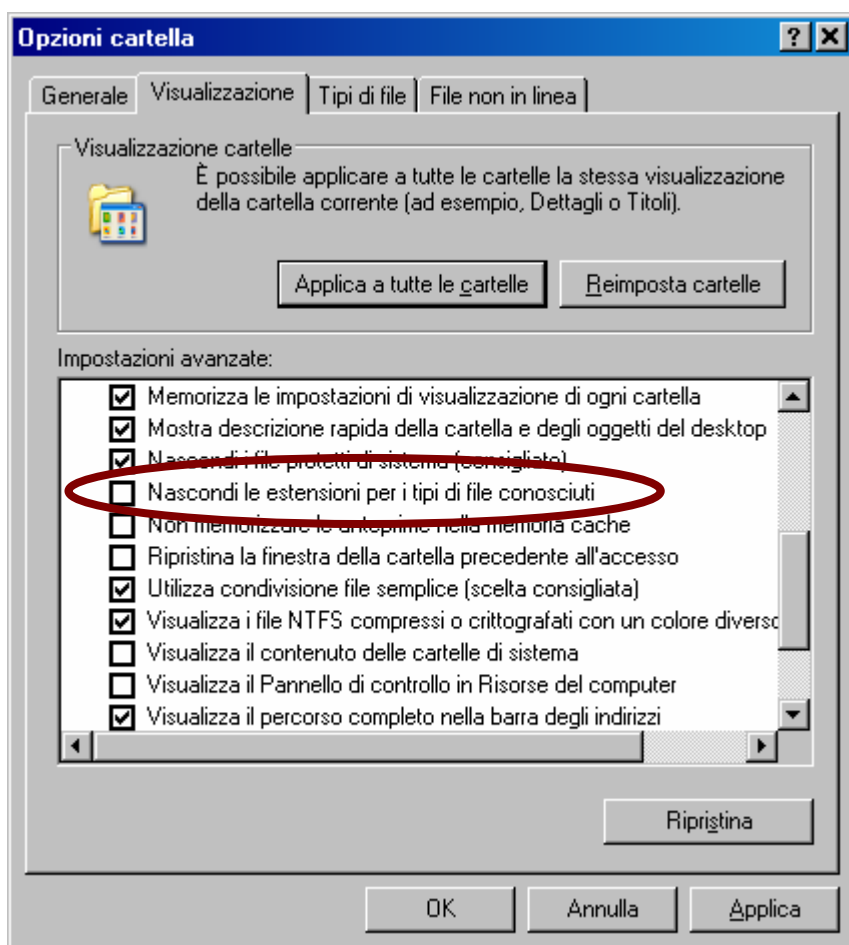 Opzioni cartella
Generale Visualizzazione Tipi di file File non in linea
Visualizzazione cartelle
È possibile applicare a tutte le cartelle la stessa visualizzazione
della cartella corrente (ad esempio, Dettagli o Titoli).
Applica a tutte le cartelle Reimposta cartelle
Impostazioni avanzate:
Memorizza le impostazioni di visualizzazione di ogni cartella
Mostra descrizione rapida della cartella e degli oggetti del desktop
Nascondi i file protetti di sistema (consigliato)
Nascondi le estensioni per i tipi di file conosciuti
Non memorizzare le anteprime nella memoria cache
Ripristina la finestra della cartella precedente all'accesso
Utilizza condivisione file semplice (scelta consigliata)
Visualizza i file NTFS compressi o crittografati con un colore diverso
Visualizza il contenuto delle cartelle di sistema
Visualizza il Pannello di controllo in Risorse del computer
Visualizza il percorso completo nella barra degli indirizzi
Ripristina
OK Annulla Applica